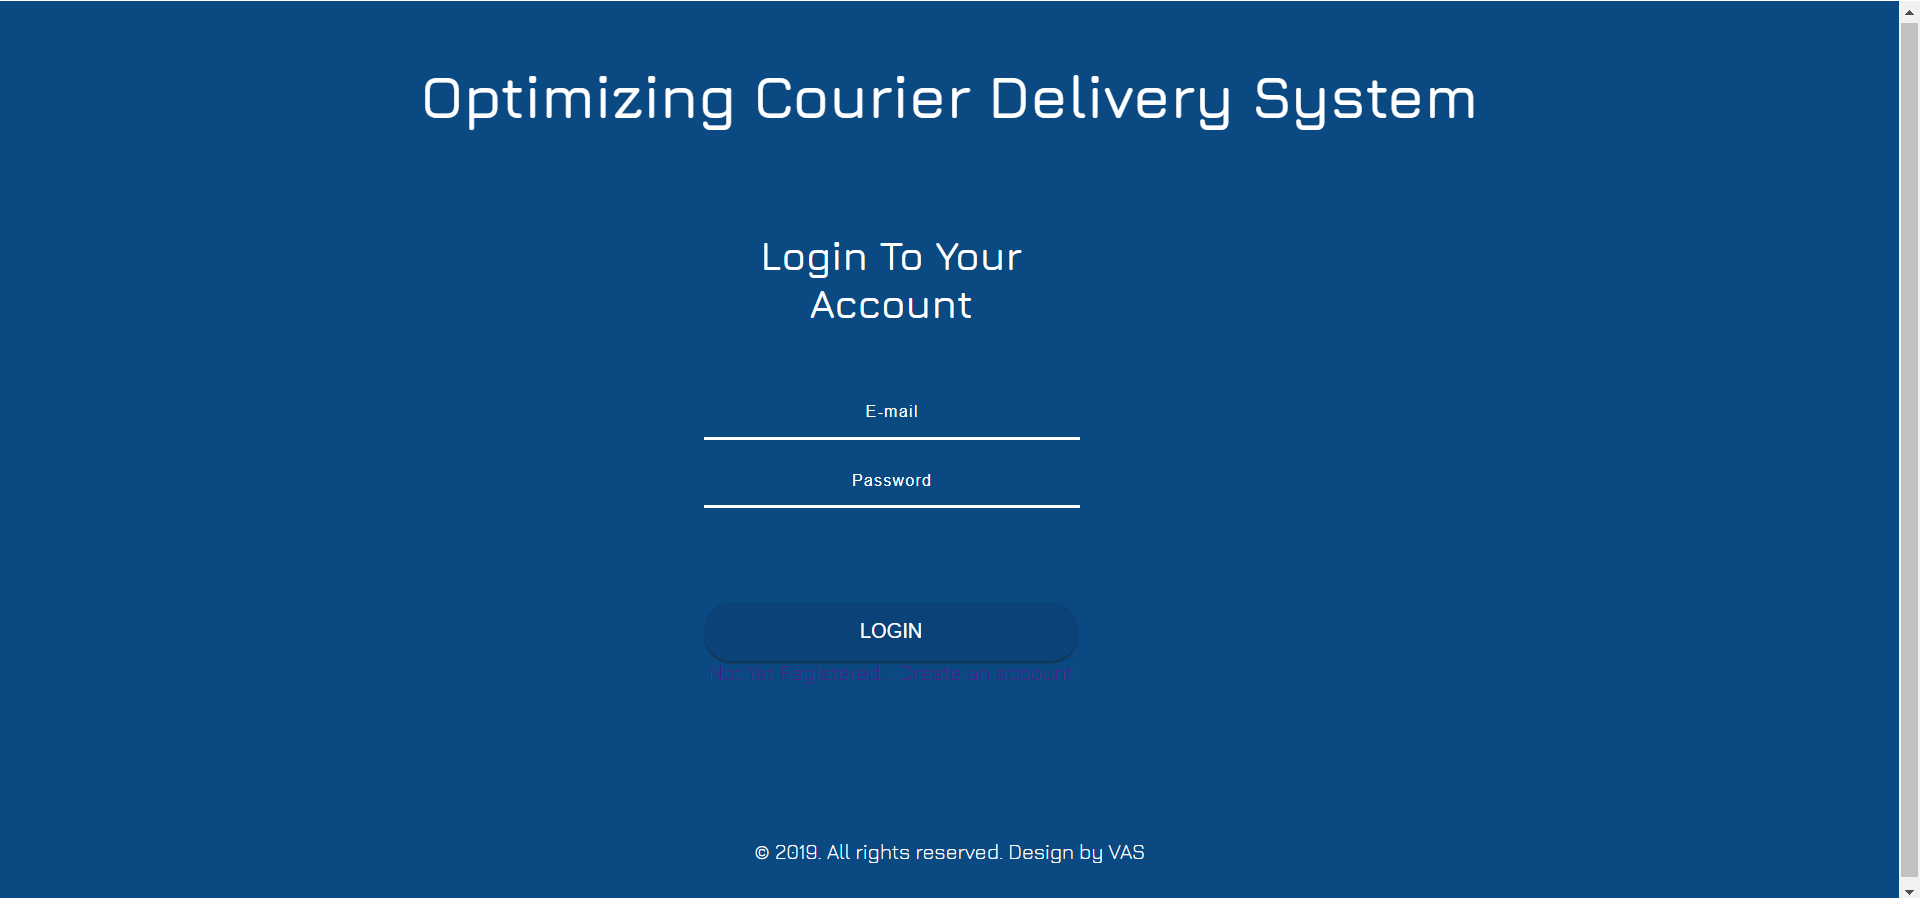 Optimizing Courier Delivery System
Login To Your
Account
E-mail
Password
LOGIN
Not Yet Registered Create an account
© 2019. All rights reserved. Design by VAS